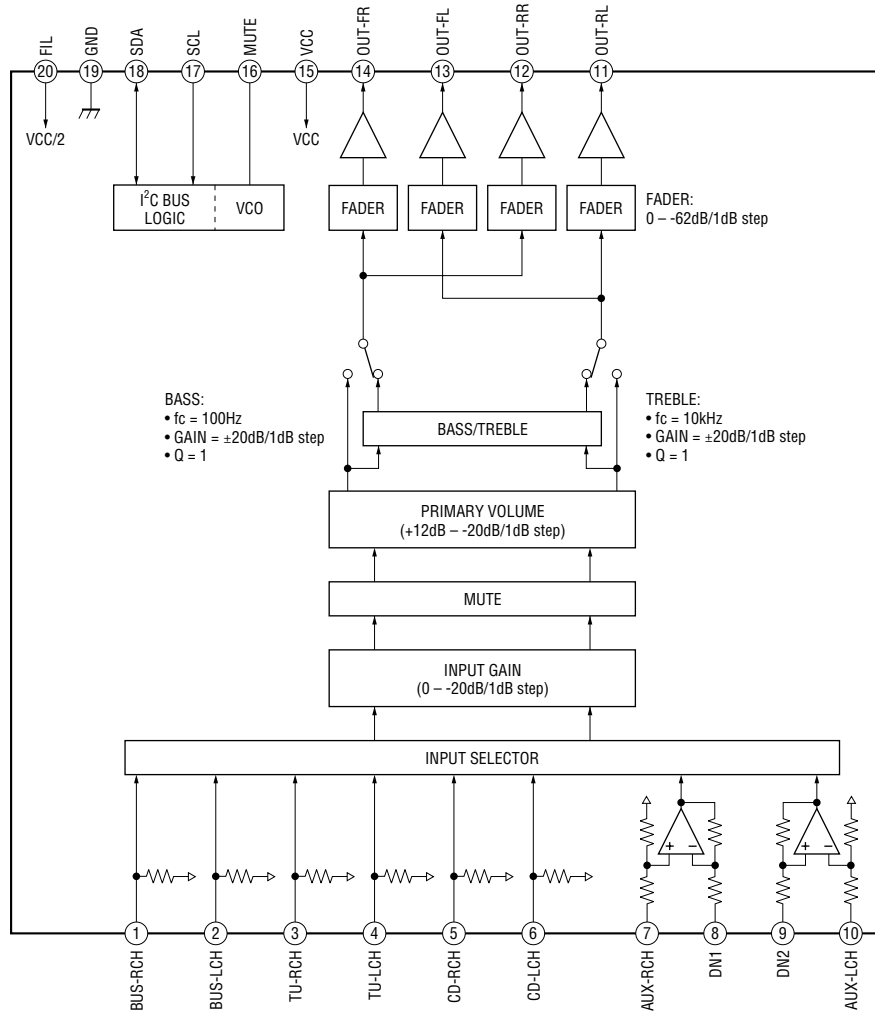 FIL
GND
SDA
SCL
MUTE
VCC
OUT-FR
OUT-FL
OUT-RR
OUT-RL
20
19
18
17
16
15
14
13
12
11
VCC/2
VCC
I²C BUS
LOGIC
VCO
FADER
FADER
FADER
FADER
FADER:
0 – -62dB/1dB step
BASS:
• fc = 100Hz
• GAIN = ±20dB/1dB step
• Q = 1
BASS/TREBLE
TREBLE:
• fc = 10kHz
• GAIN = ±20dB/1dB step
• Q = 1
PRIMARY VOLUME
(+12dB – -20dB/1dB step)
MUTE
INPUT GAIN
(0 – -20dB/1dB step)
INPUT SELECTOR
+
–
+
–
1
2
3
4
5
6
7
8
9
10
BUS-RCH
BUS-LCH
TU-RCH
TU-LCH
CD-RCH
CD-LCH
AUX-RCH
DN1
DN2
AUX-LCH